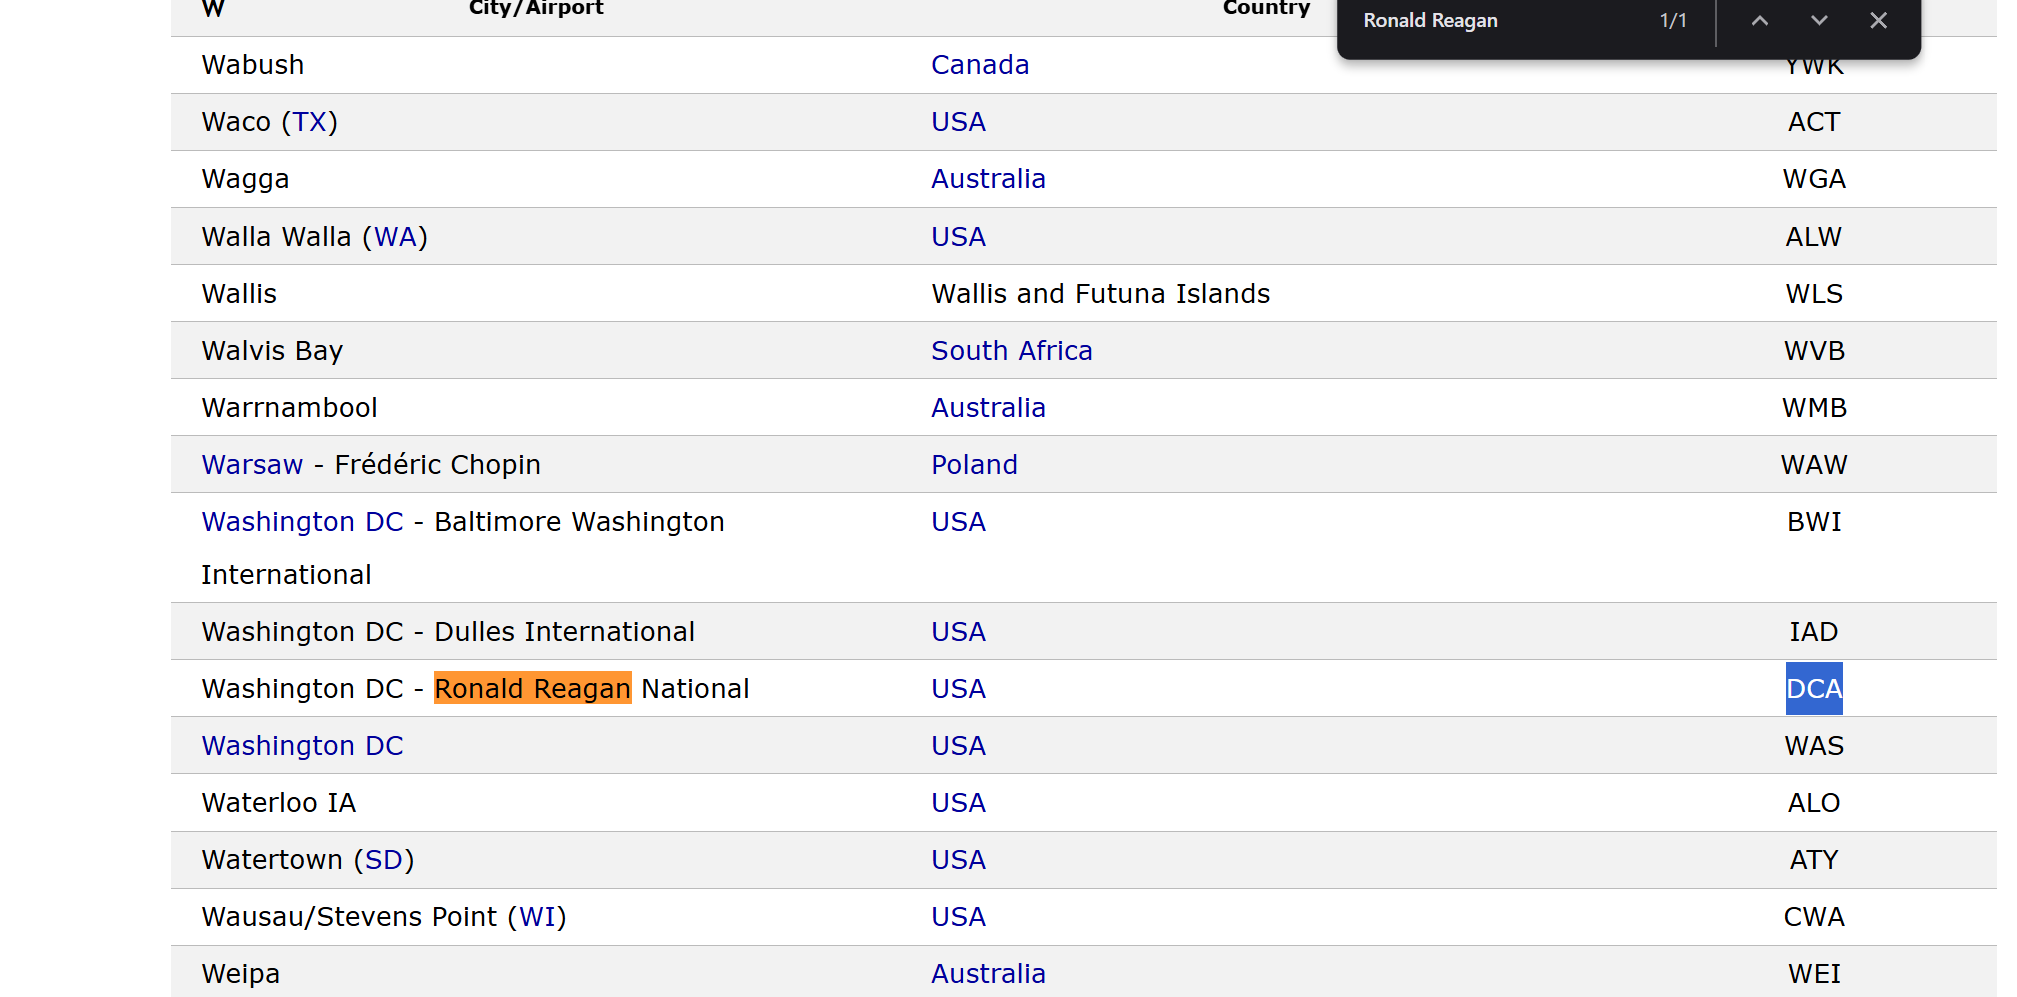 W City/Airport Country
Ronald Reagan 1/1
Wabush Canada YWK
Waco (TX) USA ACT
Wagga Australia WGA
Walla Walla (WA) USA ALW
Wallis Wallis and Futuna Islands WLS
Walvis Bay South Africa WVB
Warrnambool Australia WMB
Warsaw - Frédéric Chopin Poland WAW
Washington DC - Baltimore Washington USA BWI
International
Washington DC - Dulles International USA IAD
Washington DC - Ronald Reagan National USA DCA
Washington DC USA WAS
Waterloo IA USA ALO
Watertown (SD) USA ATY
Wausau/Stevens Point (WI) USA CWA
Weipa Australia WEI